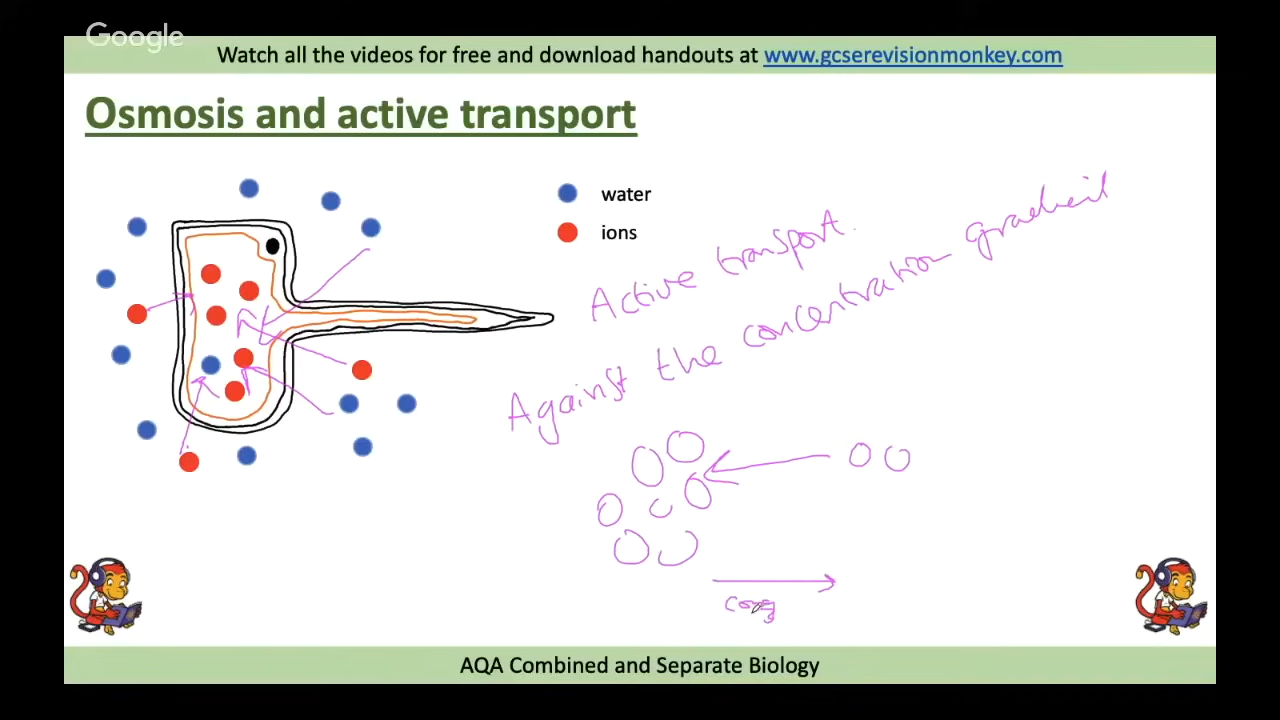 Google
Watch all the videos for free and download handouts at www.gcserevisionmonkey.com
Osmosis and active transport
water
ions
Active transport.
Against the concentration gradient
AQA Combined and Separate Biology